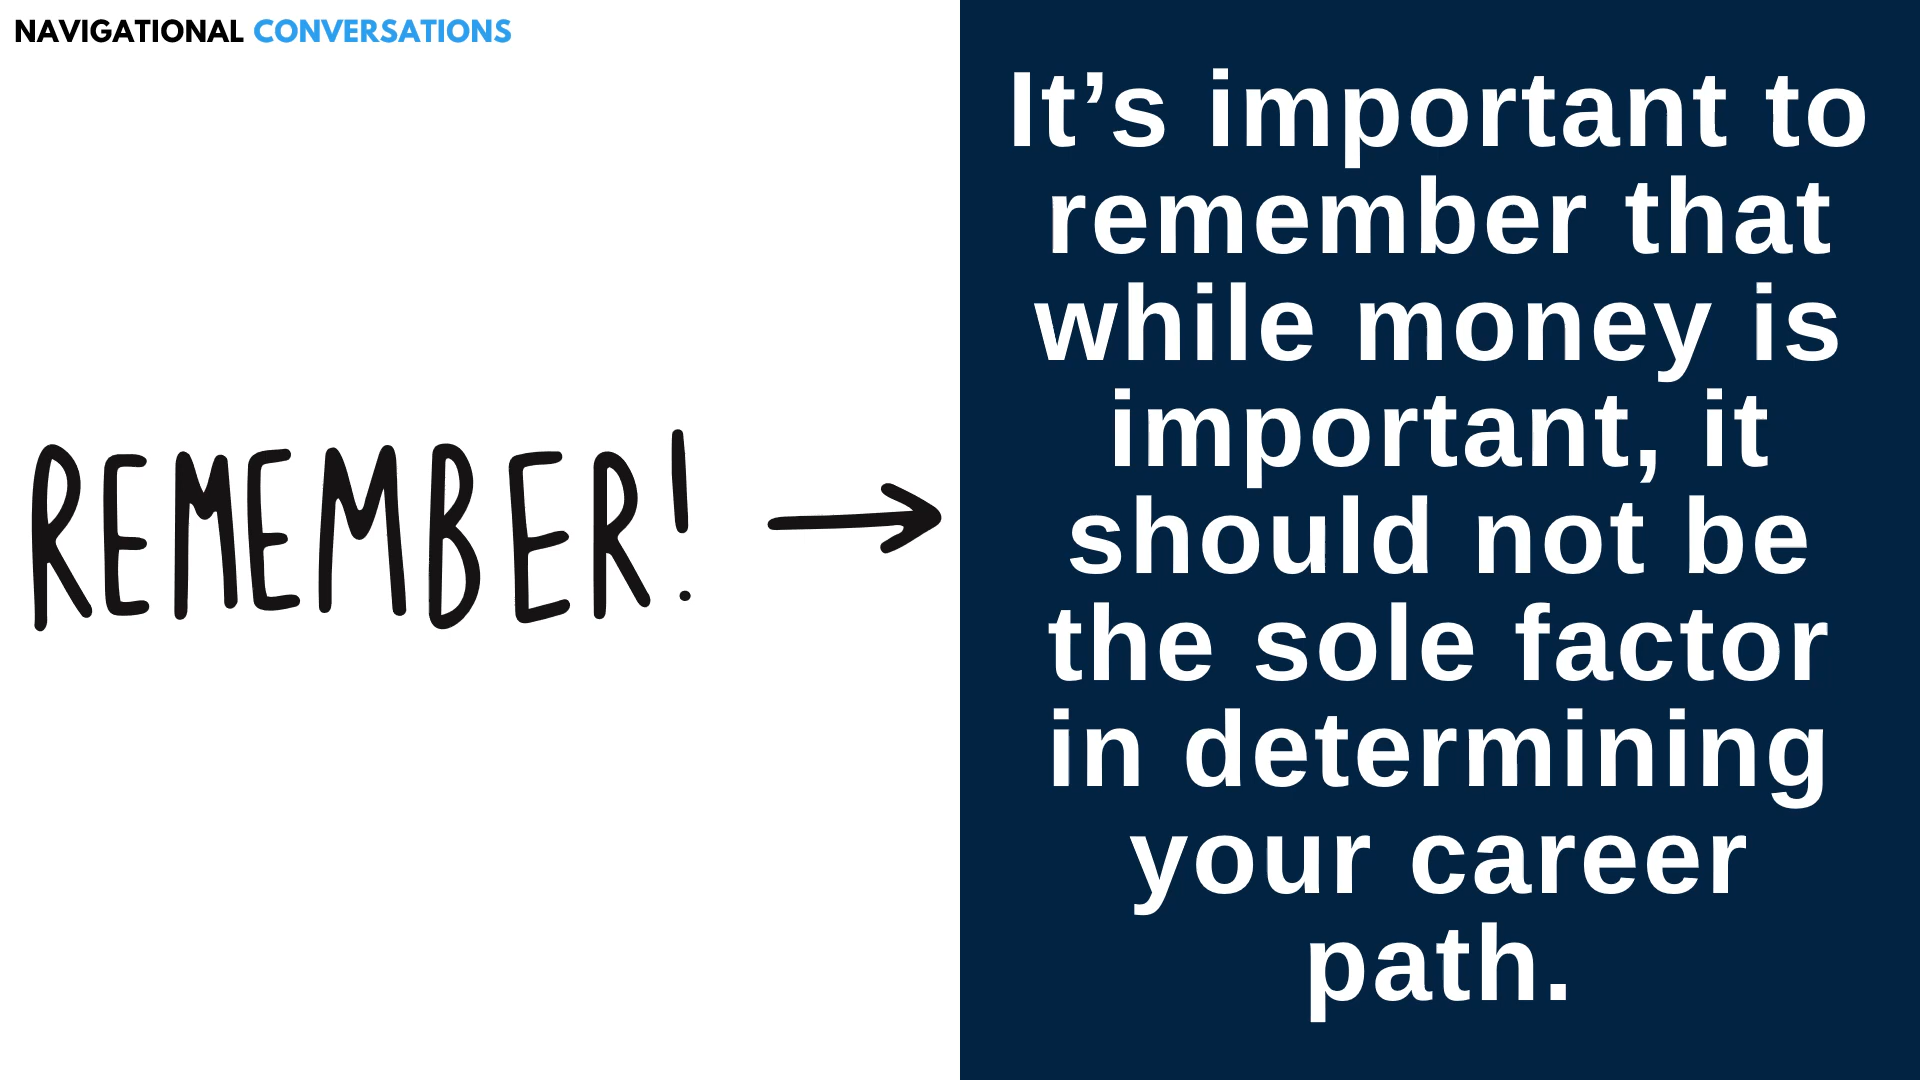 NAVIGATIONAL CONVERSATIONS
REMEMBER!
It’s important to
remember that
while money is
important, it
should not be
the sole factor
in determining
your career
path.